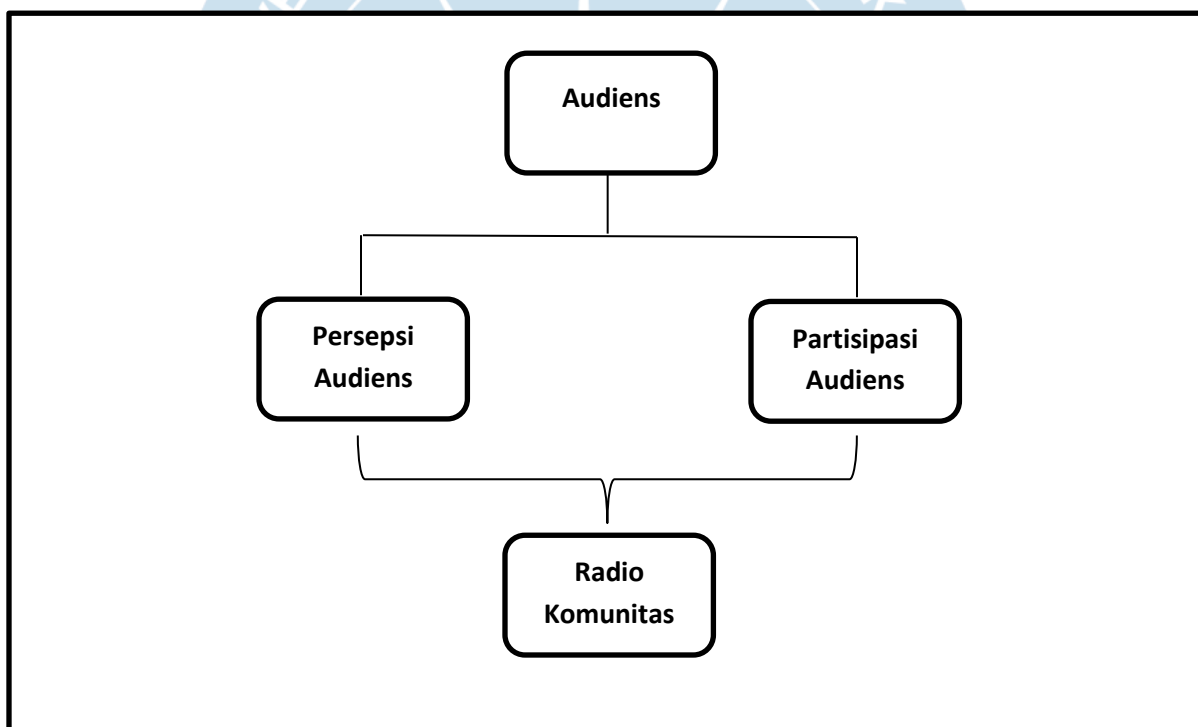 Audiens
Persepsi
Audiens
Partisipasi
Audiens
Radio
Komunitas